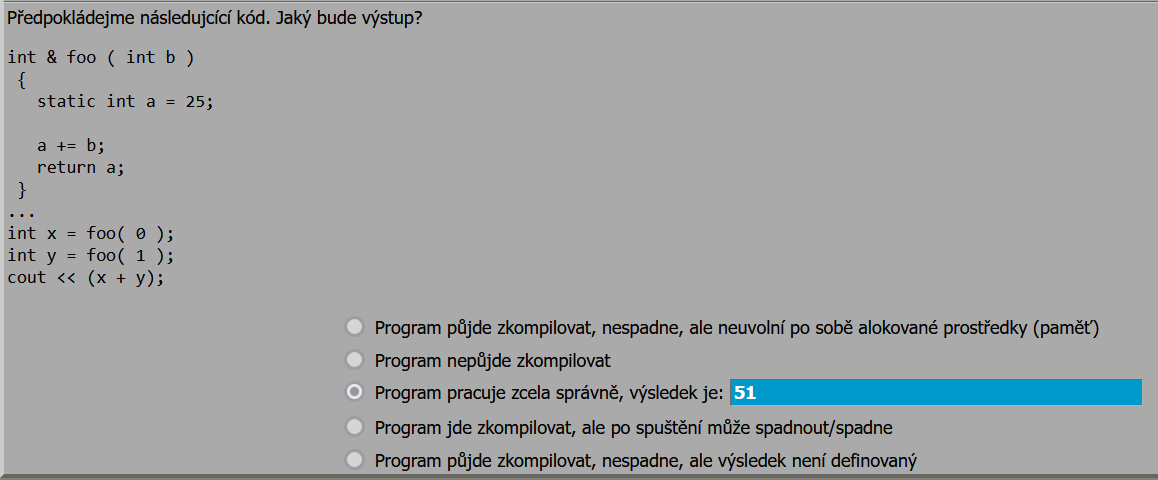 Předpokládejme následujcící kód. Jaký bude výstup?
int & foo ( int b )
{
static int a = 25;
a += b;
return a;
}
...
int x = foo( 0 );
int y = foo( 1 );
cout << (x + y);
Program půjde zkompilovat, nespadne, ale neuvolní po sobě alokované prostředky (paměť)
Program nepůjde zkompilovat
Program pracuje zcela správně, výsledek je: 51
Program jde zkompilovat, ale po spuštění může spadnout/spadne
Program půjde zkompilovat, nespadne, ale výsledek není definovaný